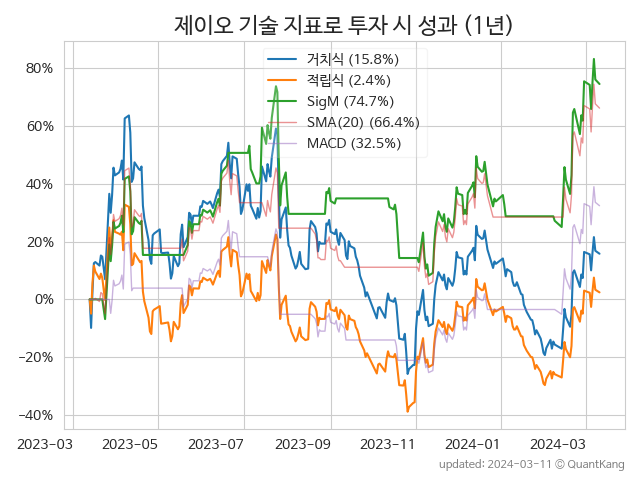 제이오 기술 지표로 투자 시 성과 (1년)
거치식 (15.8%)
적립식 (2.4%)
SigM (74.7%)
SMA(20) (66.4%)
MACD (32.5%)
80%
60%
40%
20%
0%
−20%
−40%
2023-03 2023-05 2023-07 2023-09 2023-11 2024-01 2024-03
updated: 2024-03-11 © QuantKang